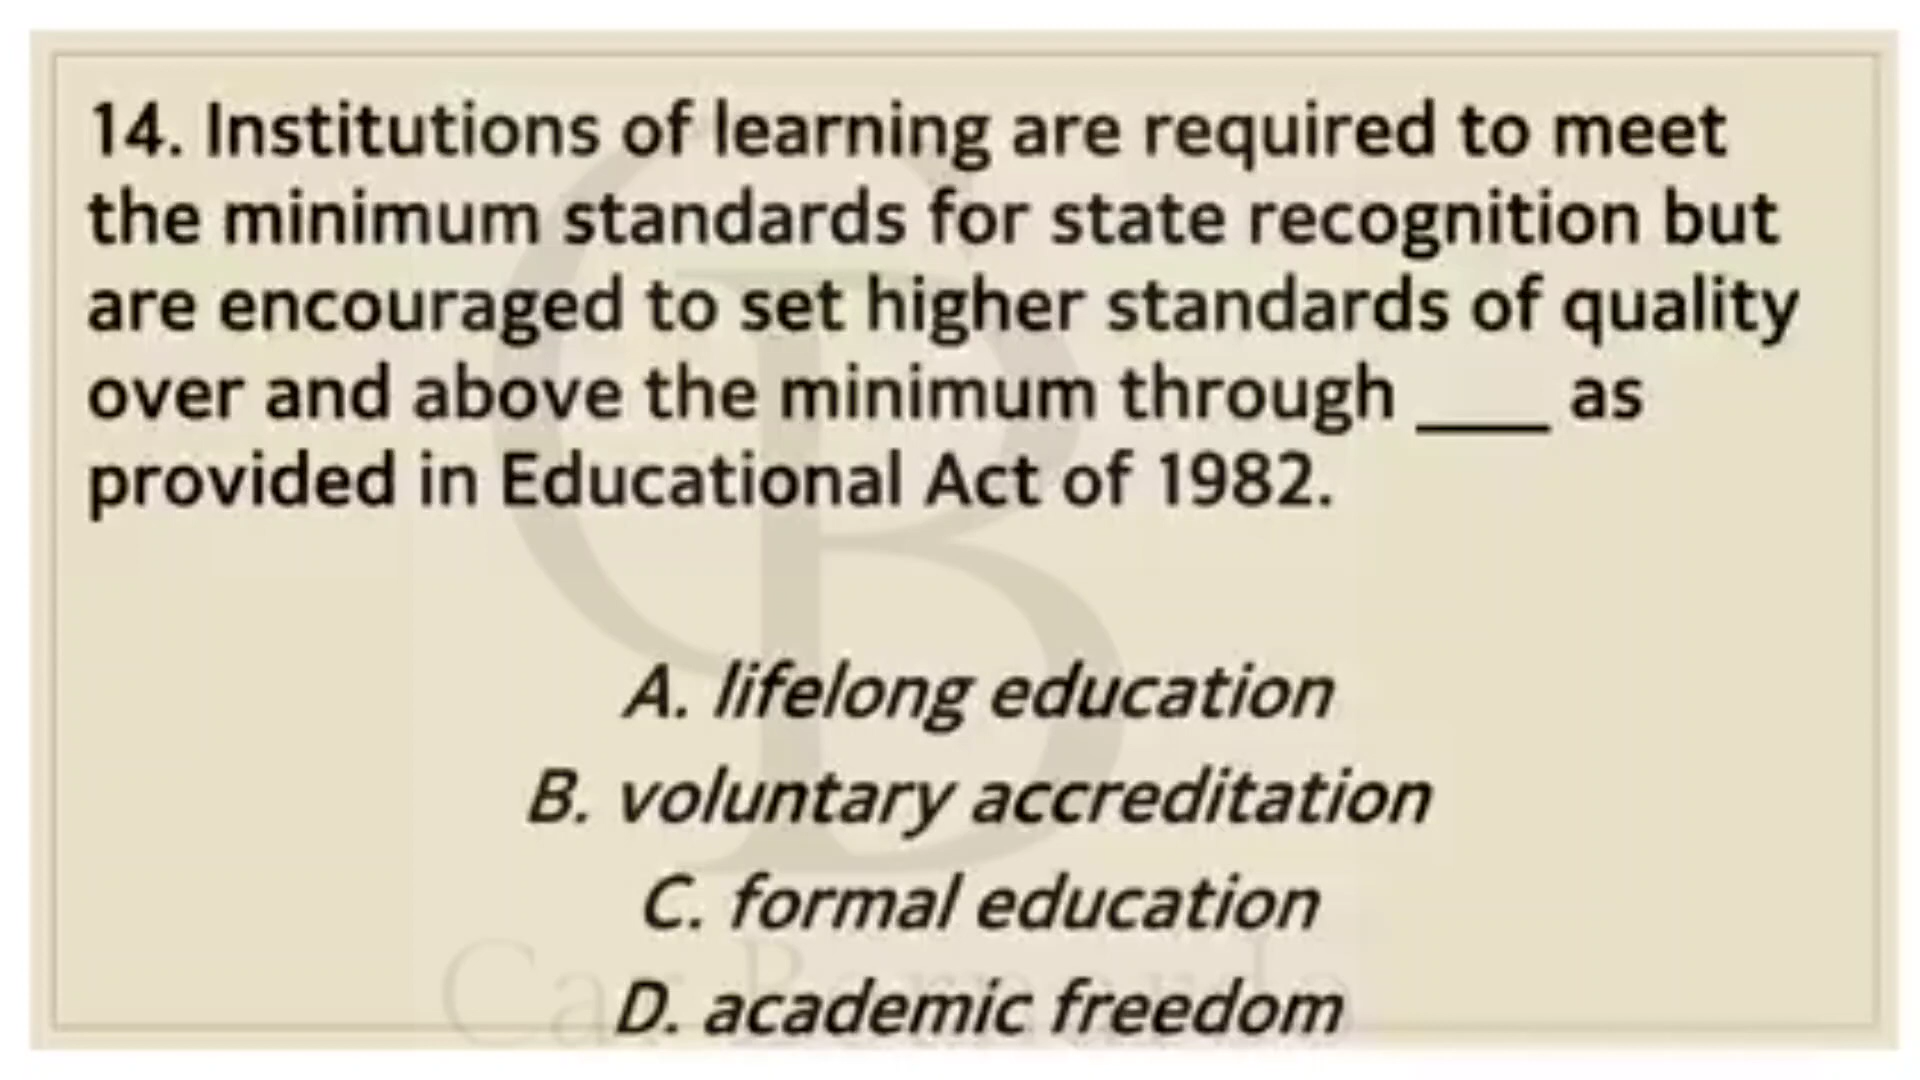 14. Institutions of learning are required to meet
the minimum standards for state recognition but
are encouraged to set higher standards of quality
over and above the minimum through ____ as
provided in Educational Act of 1982.
A. lifelong education
B. voluntary accreditation
C. formal education
D. academic freedom